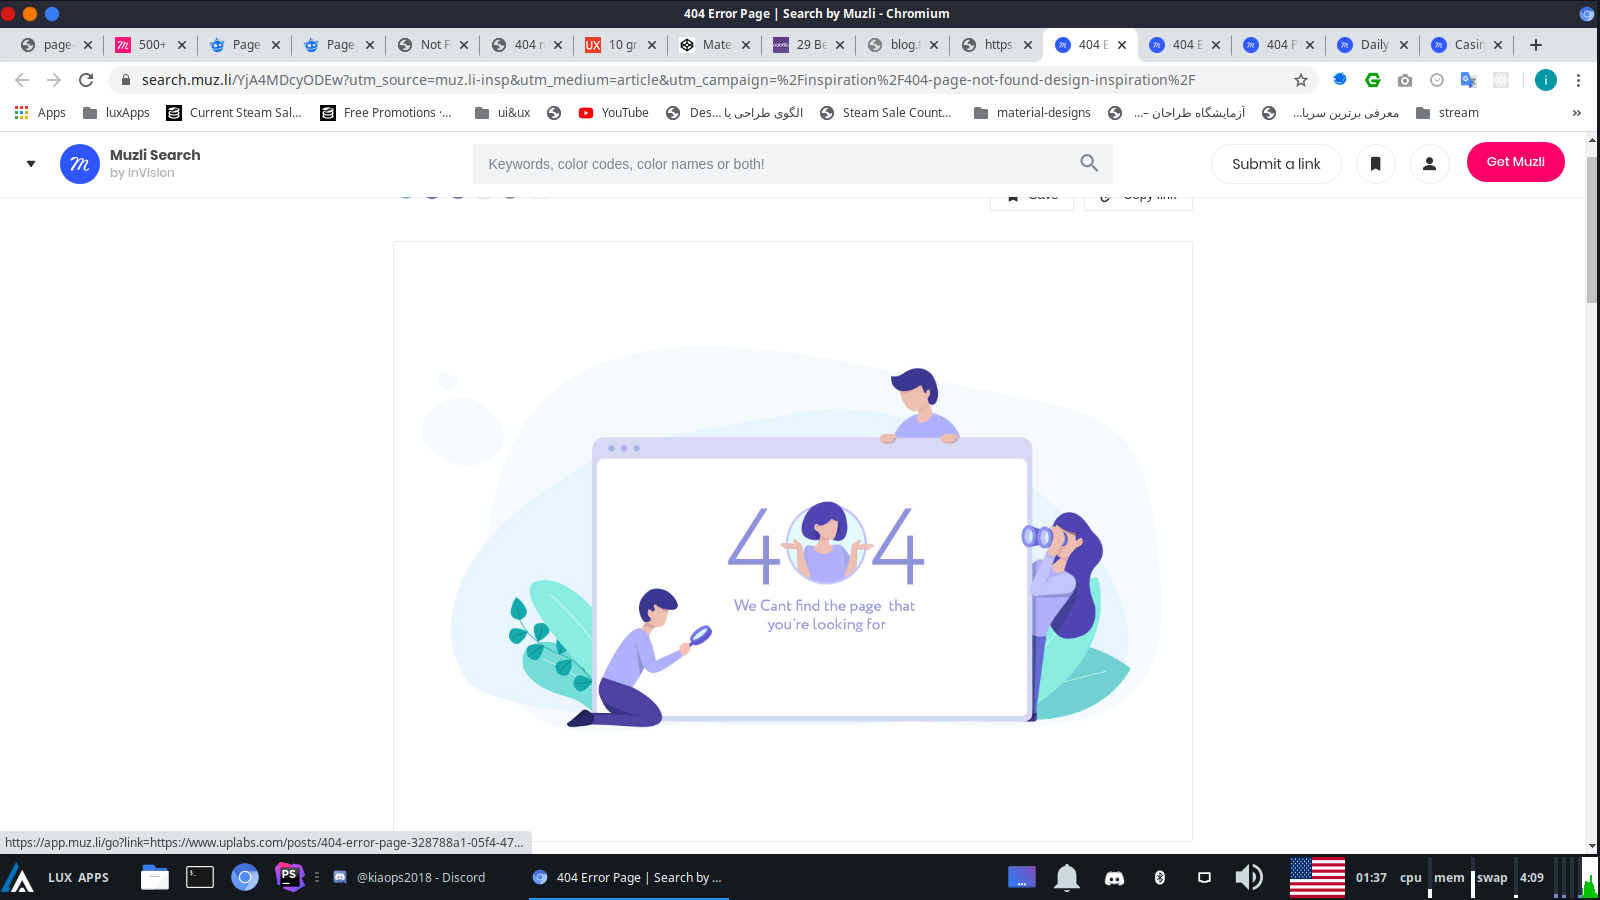 404 Error Page | Search by Muzli - Chromium
page-
500+
Page
Page
Not F
404 n
UX 10 gr
Mate
29 Be
blog.f
https:
404 E
404 E
404 F
Daily
Casin
search.muz.li/YjA4MDcyODEw?utm_source=muz.li-insp&utm_medium=article&utm_campaign=%2Finspiration%2F404-page-not-found-design-inspiration%2F
i
Apps
luxApps
Current Steam Sal...
Free Promotions ·...
ui&ux
YouTube
الگوی طراحی یا ...Des
Steam Sale Count...
material-designs
آزمایشگاه طراحان –...
معرفی برترین سریا...
stream
»
Muzli Search
by InVision
Keywords, color codes, color names or both!
Submit a link
Get Muzli
Save
Copy link
404
We Cant find the page that
you're looking for
https://app.muz.li/go?link=https://www.uplabs.com/posts/404-error-page-328788a1-05f4-47...
LUX APPS
PS
@kiaops2018 - Discord
404 Error Page | Search by ...
01:37
cpu
mem
swap
4:09